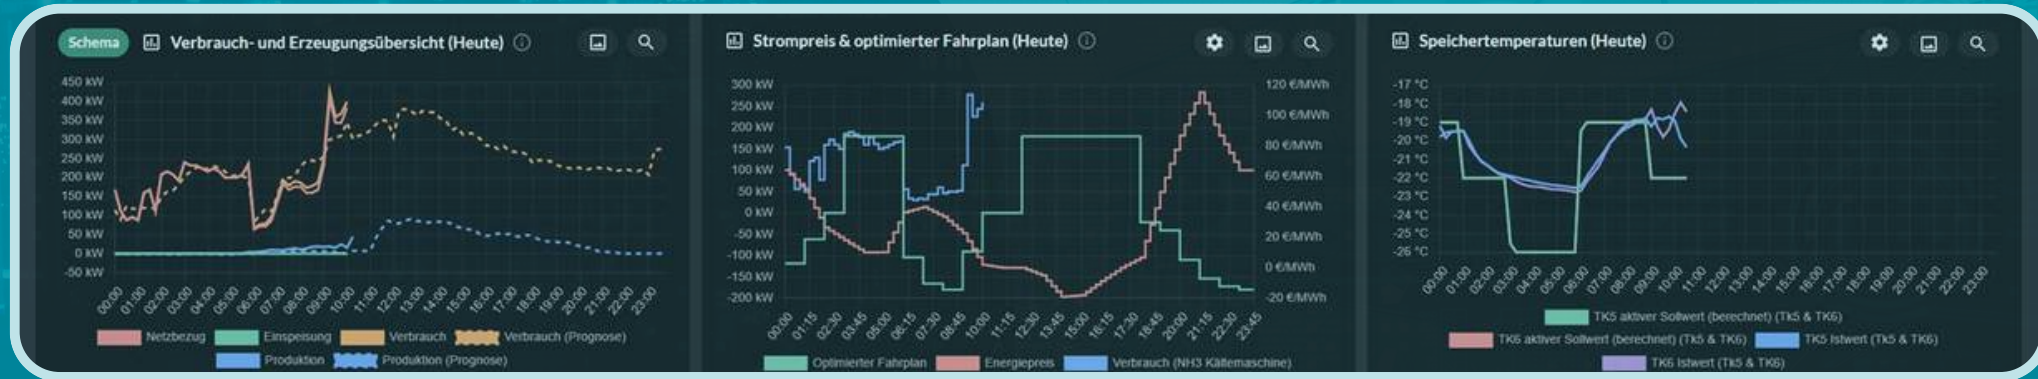 Schema
Verbrauch- und Erzeugungsübersicht (Heute)
450 kW
400 kW
350 kW
300 kW
250 kW
200 kW
150 kW
100 kW
50 kW
0 kW
-50 kW
00:00 01:00 02:00 03:00 04:00 05:00 06:00 07:00 08:00 09:00 10:00 11:00 12:00 13:00 14:00 15:00 16:00 17:00 18:00 19:00 20:00 21:00 22:00 23:00
Netzbezug Einspeisung Verbrauch Verbrauch (Prognose)
Produktion Produktion (Prognose)
Strompreis & optimierter Fahrplan (Heute)
300 kW
250 kW
200 kW
150 kW
100 kW
50 kW
0 kW
-50 kW
-100 kW
-150 kW
-200 kW
120 €/MWh
100 €/MWh
80 €/MWh
60 €/MWh
40 €/MWh
20 €/MWh
0 €/MWh
-20 €/MWh
00:00 01:15 02:30 03:45 05:00 06:15 07:30 08:45 10:00 11:15 12:30 13:45 15:00 16:15 17:30 18:45 20:00 21:15 22:30 23:45
Optimierter Fahrplan Energiepreis Verbrauch (NH3 Kältemaschine)
Speichertemperaturen (Heute)
-17 °C
-18 °C
-19 °C
-20 °C
-21 °C
-22 °C
-23 °C
-24 °C
-25 °C
-26 °C
00:00 01:00 02:00 03:00 04:00 05:00 06:00 07:00 08:00 09:00 10:00 11:00 12:00 13:00 14:00 15:00 16:00 17:00 18:00 19:00 20:00 21:00 22:00 23:00
TK5 aktiver Sollwert (berechnet) (Tk5 & TK6)
TK6 aktiver Sollwert (berechnet) (Tk5 & TK6) TK5 Istwert (Tk5 & TK6)
TK6 Istwert (Tk5 & TK6)